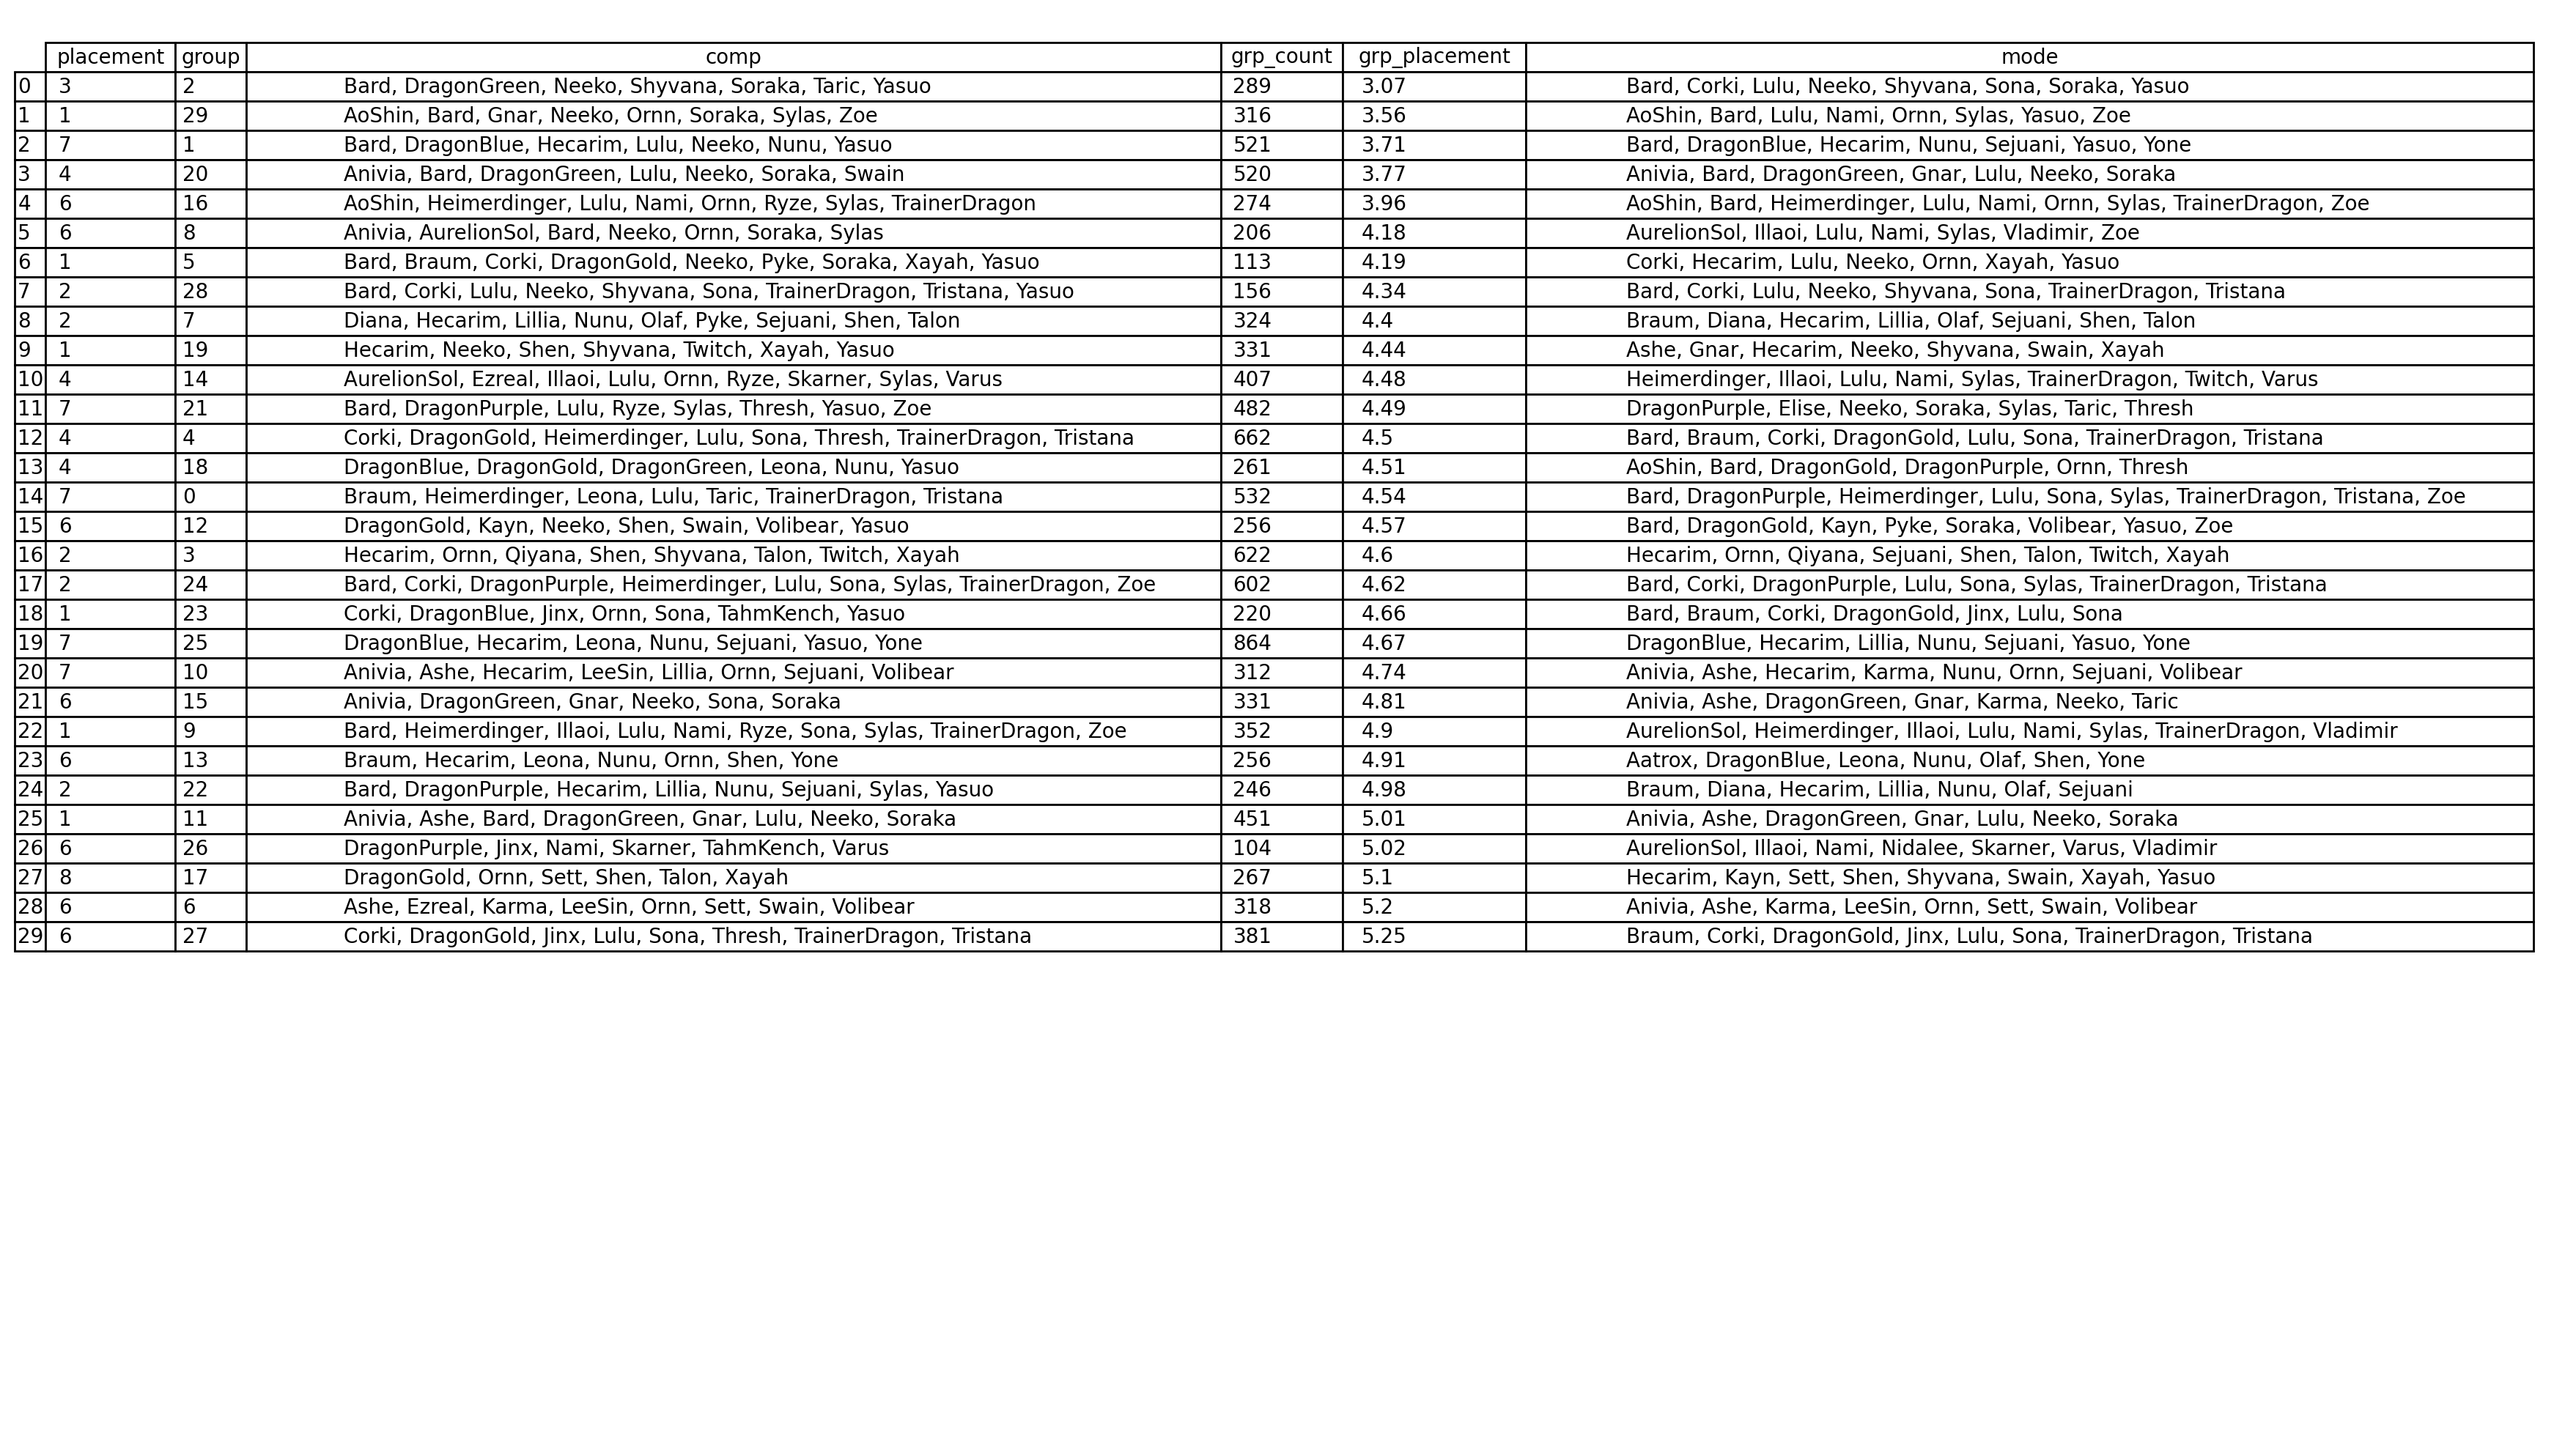 placement group comp grp_count grp_placement mode
0 3 2 Bard, DragonGreen, Neeko, Shyvana, Soraka, Taric, Yasuo 289 3.07 Bard, Corki, Lulu, Neeko, Shyvana, Sona, Soraka, Yasuo
1 1 29 AoShin, Bard, Gnar, Neeko, Ornn, Soraka, Sylas, Zoe 316 3.56 AoShin, Bard, Lulu, Nami, Ornn, Sylas, Yasuo, Zoe
2 7 1 Bard, DragonBlue, Hecarim, Lulu, Neeko, Nunu, Yasuo 521 3.71 Bard, DragonBlue, Hecarim, Nunu, Sejuani, Yasuo, Yone
3 4 20 Anivia, Bard, DragonGreen, Lulu, Neeko, Soraka, Swain 520 3.77 Anivia, Bard, DragonGreen, Gnar, Lulu, Neeko, Soraka
4 6 16 AoShin, Heimerdinger, Lulu, Nami, Ornn, Ryze, Sylas, TrainerDragon 274 3.96 AoShin, Bard, Heimerdinger, Lulu, Nami, Ornn, Sylas, TrainerDragon, Zoe
5 6 8 Anivia, AurelionSol, Bard, Neeko, Ornn, Soraka, Sylas 206 4.18 AurelionSol, Illaoi, Lulu, Nami, Sylas, Vladimir, Zoe
6 1 5 Bard, Braum, Corki, DragonGold, Neeko, Pyke, Soraka, Xayah, Yasuo 113 4.19 Corki, Hecarim, Lulu, Neeko, Ornn, Xayah, Yasuo
7 2 28 Bard, Corki, Lulu, Neeko, Shyvana, Sona, TrainerDragon, Tristana, Yasuo 156 4.34 Bard, Corki, Lulu, Neeko, Shyvana, Sona, TrainerDragon, Tristana
8 2 7 Diana, Hecarim, Lillia, Nunu, Olaf, Pyke, Sejuani, Shen, Talon 324 4.4 Braum, Diana, Hecarim, Lillia, Olaf, Sejuani, Shen, Talon
9 1 19 Hecarim, Neeko, Shen, Shyvana, Twitch, Xayah, Yasuo 331 4.44 Ashe, Gnar, Hecarim, Neeko, Shyvana, Swain, Xayah
10 4 14 AurelionSol, Ezreal, Illaoi, Lulu, Ornn, Ryze, Skarner, Sylas, Varus 407 4.48 Heimerdinger, Illaoi, Lulu, Nami, Sylas, TrainerDragon, Twitch, Varus
11 7 21 Bard, DragonPurple, Lulu, Ryze, Sylas, Thresh, Yasuo, Zoe 482 4.49 DragonPurple, Elise, Neeko, Soraka, Sylas, Taric, Thresh
12 4 4 Corki, DragonGold, Heimerdinger, Lulu, Sona, Thresh, TrainerDragon, Tristana 662 4.5 Bard, Braum, Corki, DragonGold, Lulu, Sona, TrainerDragon, Tristana
13 4 18 DragonBlue, DragonGold, DragonGreen, Leona, Nunu, Yasuo 261 4.51 AoShin, Bard, DragonGold, DragonPurple, Ornn, Thresh
14 7 0 Braum, Heimerdinger, Leona, Lulu, Taric, TrainerDragon, Tristana 532 4.54 Bard, DragonPurple, Heimerdinger, Lulu, Sona, Sylas, TrainerDragon, Tristana, Zoe
15 6 12 DragonGold, Kayn, Neeko, Shen, Swain, Volibear, Yasuo 256 4.57 Bard, DragonGold, Kayn, Pyke, Soraka, Volibear, Yasuo, Zoe
16 2 3 Hecarim, Ornn, Qiyana, Shen, Shyvana, Talon, Twitch, Xayah 622 4.6 Hecarim, Ornn, Qiyana, Sejuani, Shen, Talon, Twitch, Xayah
17 2 24 Bard, Corki, DragonPurple, Heimerdinger, Lulu, Sona, Sylas, TrainerDragon, Zoe 602 4.62 Bard, Corki, DragonPurple, Lulu, Sona, Sylas, TrainerDragon, Tristana
18 1 23 Corki, DragonBlue, Jinx, Ornn, Sona, TahmKench, Yasuo 220 4.66 Bard, Braum, Corki, DragonGold, Jinx, Lulu, Sona
19 7 25 DragonBlue, Hecarim, Leona, Nunu, Sejuani, Yasuo, Yone 864 4.67 DragonBlue, Hecarim, Lillia, Nunu, Sejuani, Yasuo, Yone
20 7 10 Anivia, Ashe, Hecarim, LeeSin, Lillia, Ornn, Sejuani, Volibear 312 4.74 Anivia, Ashe, Hecarim, Karma, Nunu, Ornn, Sejuani, Volibear
21 6 15 Anivia, DragonGreen, Gnar, Neeko, Sona, Soraka 331 4.81 Anivia, Ashe, DragonGreen, Gnar, Karma, Neeko, Taric
22 1 9 Bard, Heimerdinger, Illaoi, Lulu, Nami, Ryze, Sona, Sylas, TrainerDragon, Zoe 352 4.9 AurelionSol, Heimerdinger, Illaoi, Lulu, Nami, Sylas, TrainerDragon, Vladimir
23 6 13 Braum, Hecarim, Leona, Nunu, Ornn, Shen, Yone 256 4.91 Aatrox, DragonBlue, Leona, Nunu, Olaf, Shen, Yone
24 2 22 Bard, DragonPurple, Hecarim, Lillia, Nunu, Sejuani, Sylas, Yasuo 246 4.98 Braum, Diana, Hecarim, Lillia, Nunu, Olaf, Sejuani
25 1 11 Anivia, Ashe, Bard, DragonGreen, Gnar, Lulu, Neeko, Soraka 451 5.01 Anivia, Ashe, DragonGreen, Gnar, Lulu, Neeko, Soraka
26 6 26 DragonPurple, Jinx, Nami, Skarner, TahmKench, Varus 104 5.02 AurelionSol, Illaoi, Nami, Nidalee, Skarner, Varus, Vladimir
27 8 17 DragonGold, Ornn, Sett, Shen, Talon, Xayah 267 5.1 Hecarim, Kayn, Sett, Shen, Shyvana, Swain, Xayah, Yasuo
28 6 6 Ashe, Ezreal, Karma, LeeSin, Ornn, Sett, Swain, Volibear 318 5.2 Anivia, Ashe, Karma, LeeSin, Ornn, Sett, Swain, Volibear
29 6 27 Corki, DragonGold, Jinx, Lulu, Sona, Thresh, TrainerDragon, Tristana 381 5.25 Braum, Corki, DragonGold, Jinx, Lulu, Sona, TrainerDragon, Tristana